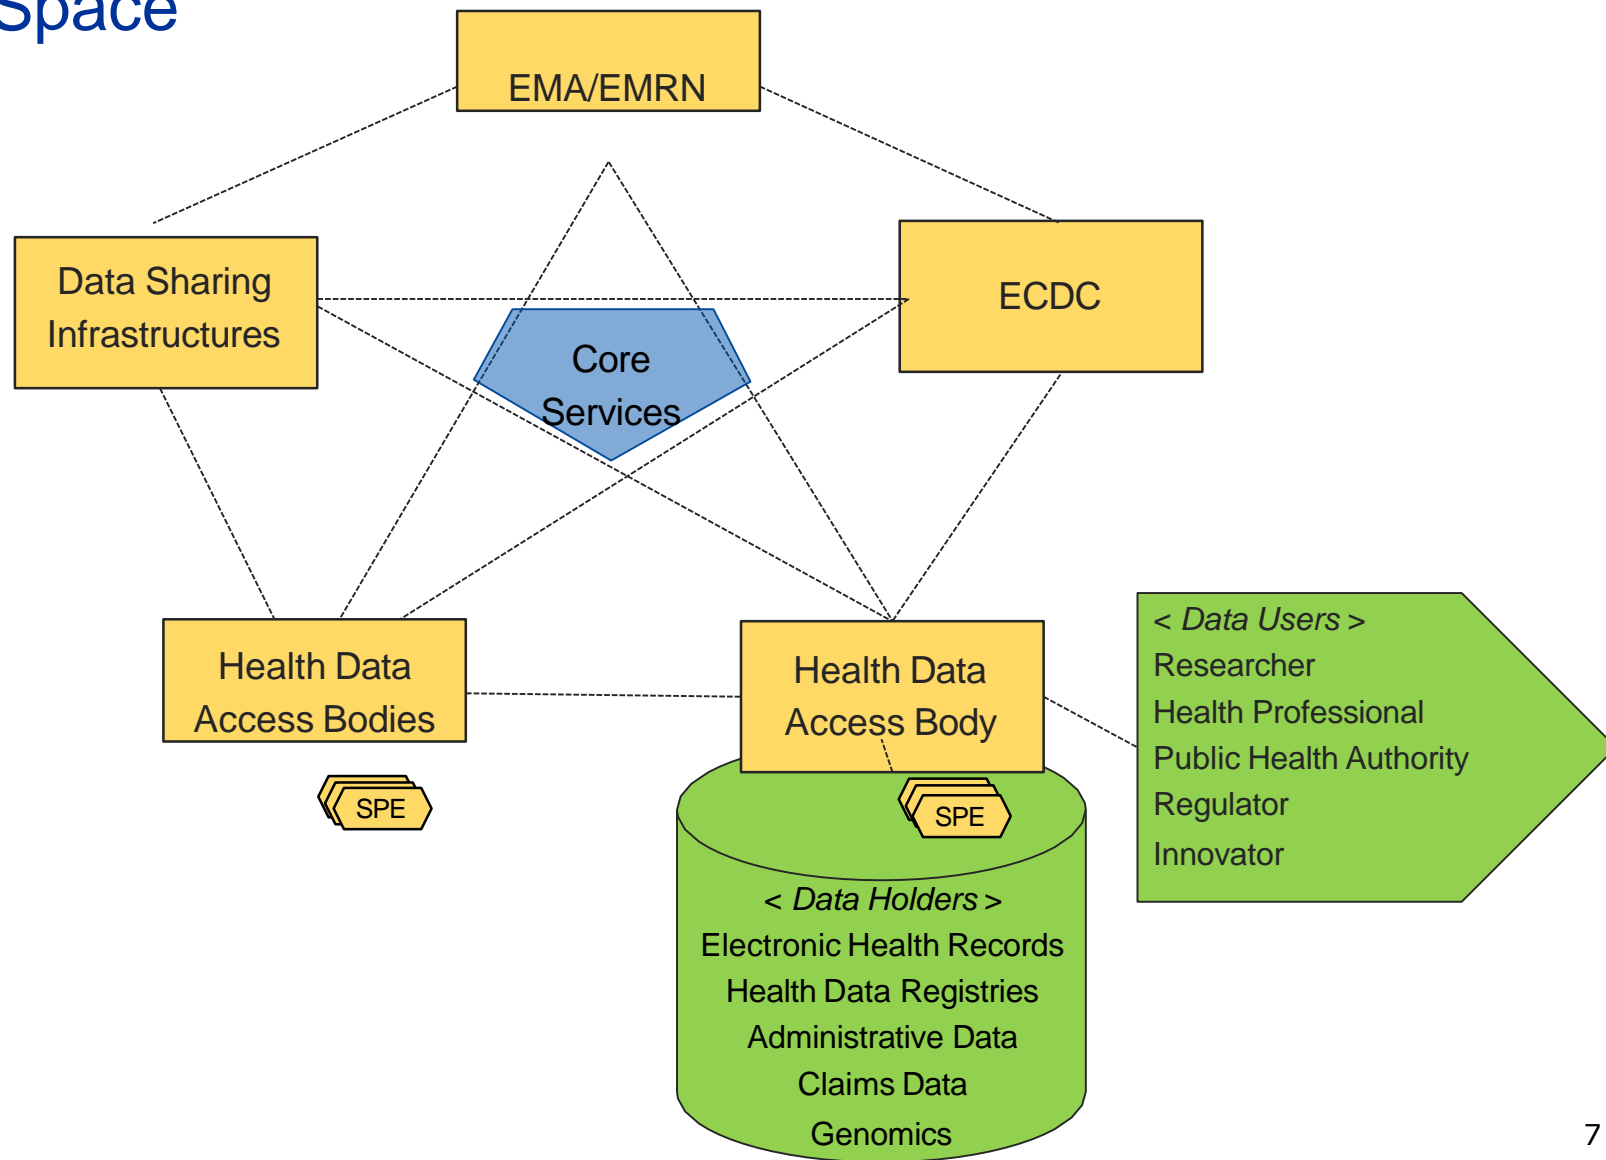 Space
EMA/EMRN
Data Sharing
Infrastructures
ECDC
Core
Services
Health Data
Access Bodies
Health Data
Access Body
SPE
SPE
< Data Users >
Researcher
Health Professional
Public Health Authority
Regulator
Innovator
< Data Holders >
Electronic Health Records
Health Data Registries
Administrative Data
Claims Data
Genomics
7